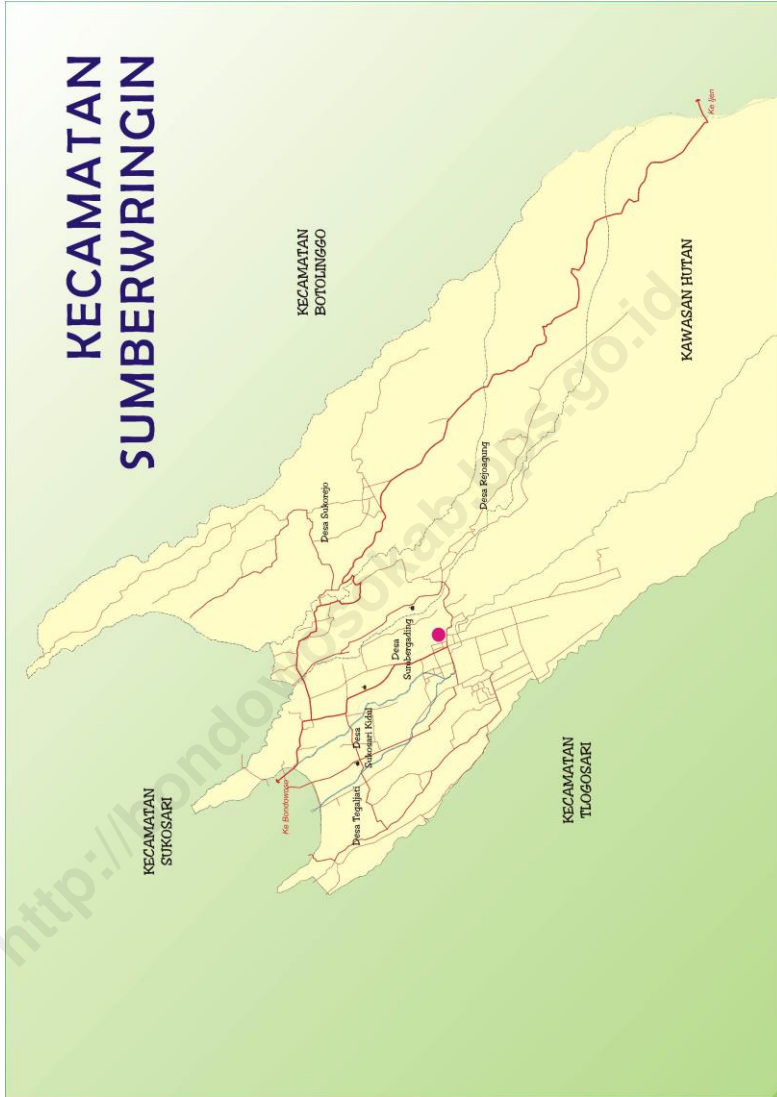 KECAMATAN
SUMBERWRINGIN
KECAMATAN
BOTOLINGGO
Ke Ijen
KAWASAN HUTAN
Desa Sukorejo
Desa Rejoagung
Desa
Sumbergading
Desa
Sukosari Kidul
Desa Tegaljati
Ke Bondowoso
KECAMATAN
SUKOSARI
KECAMATAN
TLOGOSARI
http://bondowosokab.bps.go.id